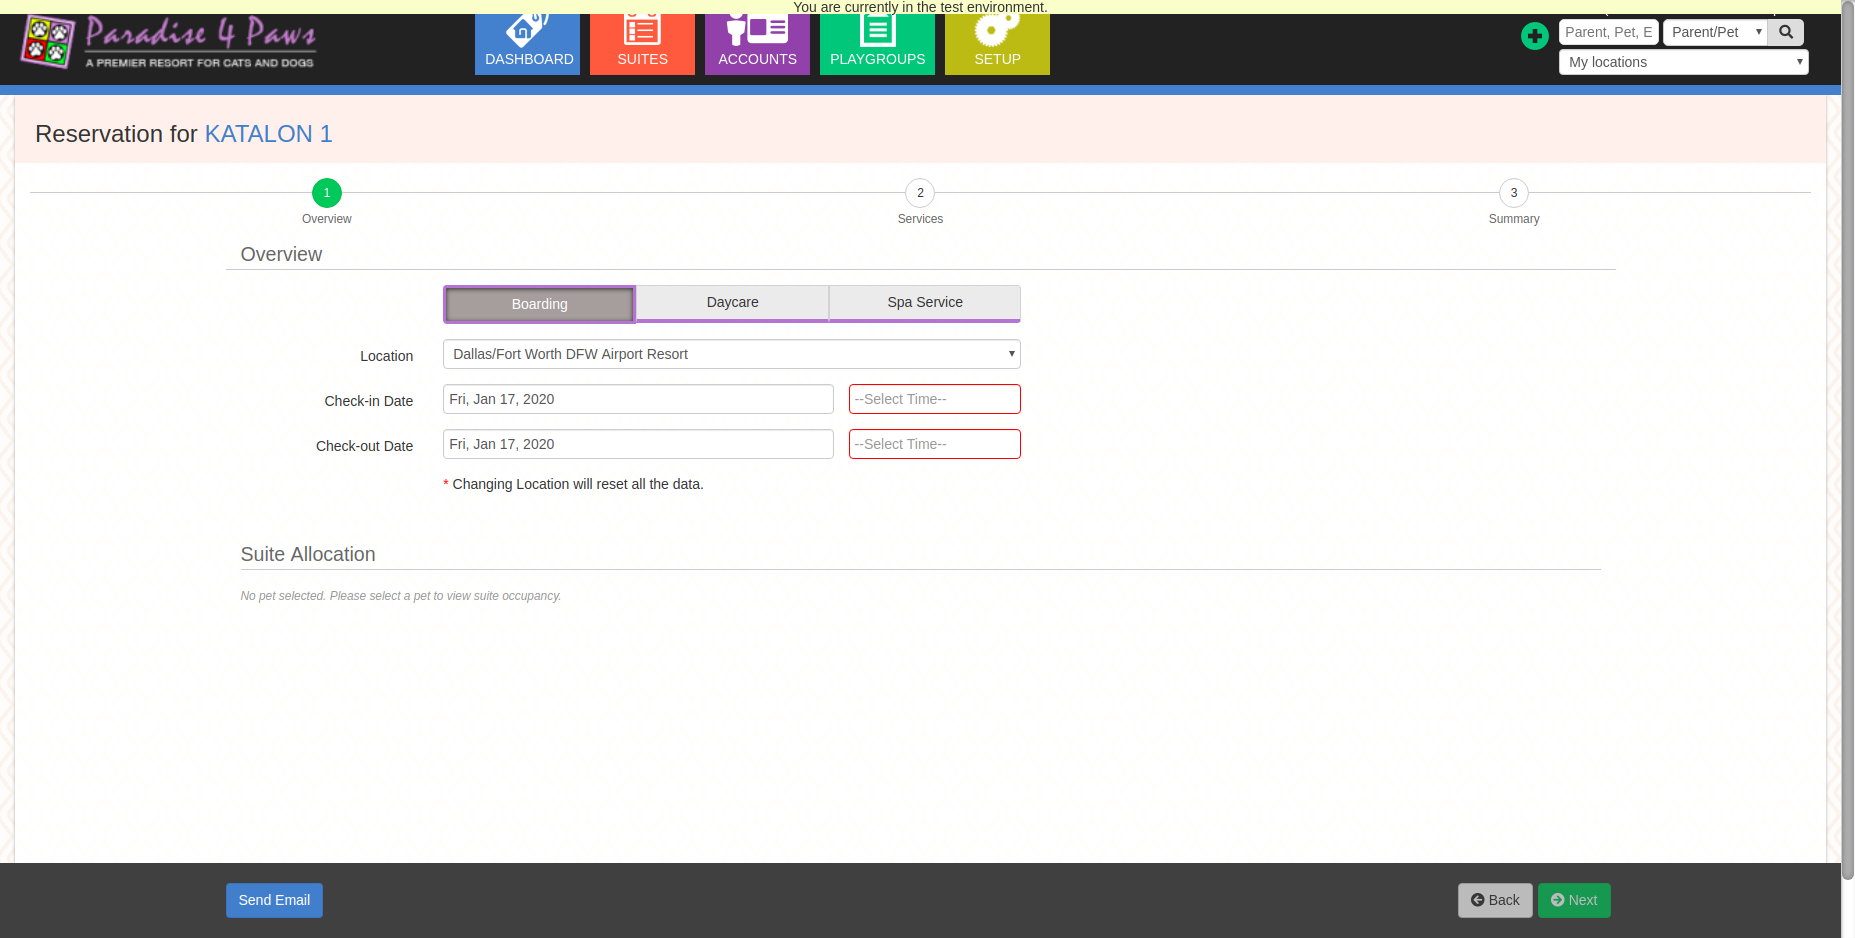 You are currently in the test environment.
Paradise 4 Paws
A PREMIER RESORT FOR CATS AND DOGS
DASHBOARD
SUITES
ACCOUNTS
PLAYGROUPS
SETUP
Parent, Pet, E
Parent/Pet
My locations
Reservation for KATALON 1
1
2
3
Overview
Services
Summary
Overview
Boarding
Daycare
Spa Service
Location
Dallas/Fort Worth DFW Airport Resort
Check-in Date
Fri, Jan 17, 2020
--Select Time--
Check-out Date
Fri, Jan 17, 2020
--Select Time--
* Changing Location will reset all the data.
Suite Allocation
No pet selected. Please select a pet to view suite occupancy.
Send Email
Back
Next